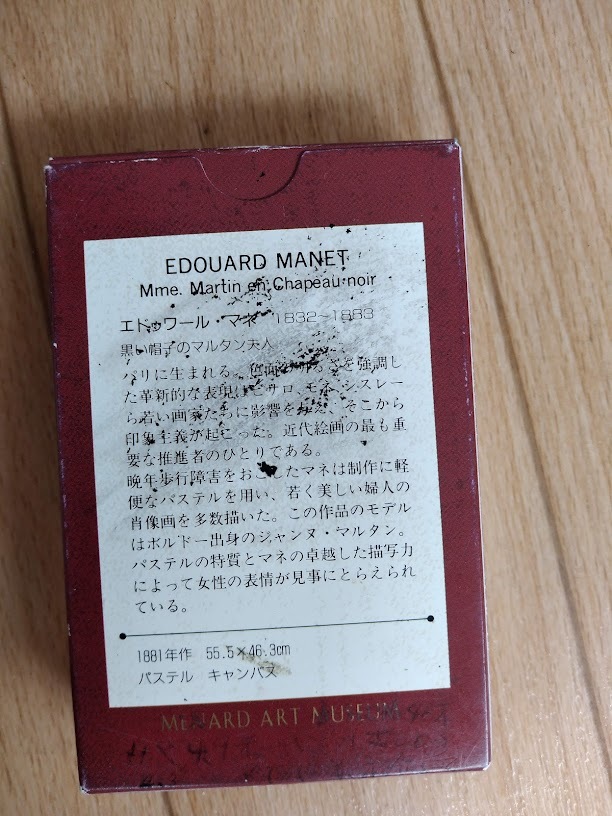 EDOUARD MANET
Mme. Martin en Chapeau noir
エドゥワール・マネ 1832-1883
黒い帽子のマルタン夫人
パリに生まれる。を強調し
た革新的な表現はピサロ、モネ、シスレー
ら若い画家たちに影響を与え、そこから
印象主義が起こった。近代絵画の最も重
要な推進者のひとりである。
晩年歩行障害をおこしたマネは制作に軽
便なパステルを用い、若く美しい婦人の
肖像画を多数描いた。この作品のモデル
はボルドー出身のジャンヌ・マルタン。
パステルの特質とマネの卓越した描写力
によって女性の表情が見事にとらえられ
ている。
1881年作 55.5×46.3cm
パステル キャンバス
MENARD ART MUSEUM